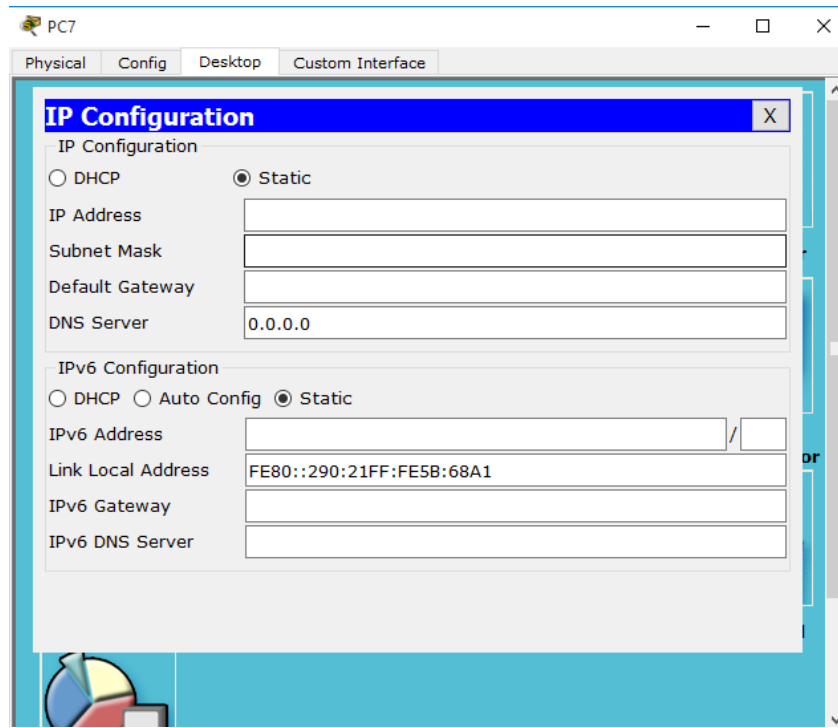 PC7
Physical Config Desktop Custom Interface
IP Configuration X
IP Configuration
DHCP Static
IP Address
Subnet Mask
Default Gateway
DNS Server 0.0.0.0
IPv6 Configuration
DHCP Auto Config Static
IPv6 Address /
Link Local Address FE80::290:21FF:FE5B:68A1
or
IPv6 Gateway
IPv6 DNS Server